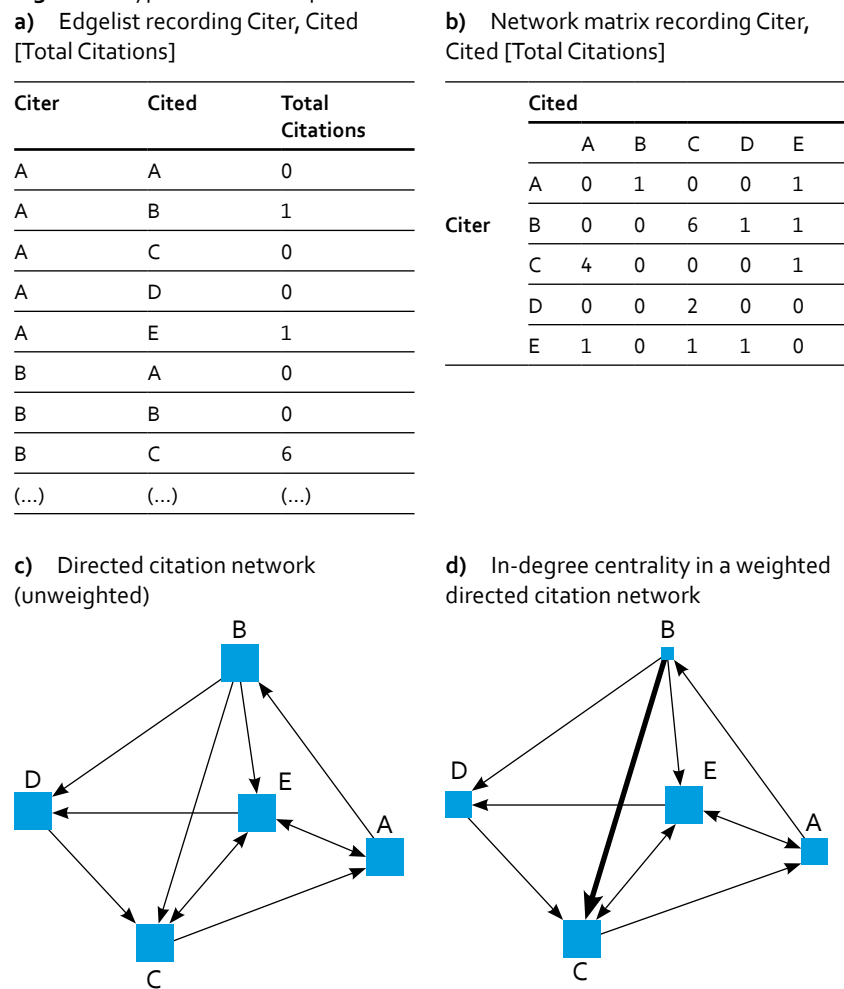 a) Edgelist recording Citer, Cited
[Total Citations]
Citer Cited Total
Citations
A A 0
A B 1
A C 0
A D 0
A E 1
B A 0
B B 0
B C 6
(...) (...) (...)
b) Network matrix recording Citer,
Cited [Total Citations]
Cited
A B C D E
A 0 1 0 0 1
Citer B 0 0 6 1 1
C 4 0 0 0 1
D 0 0 2 0 0
E 1 0 1 1 0
c) Directed citation network
(unweighted)
B
D
E
A
C
d) In-degree centrality in a weighted
directed citation network
B
D
E
A
C